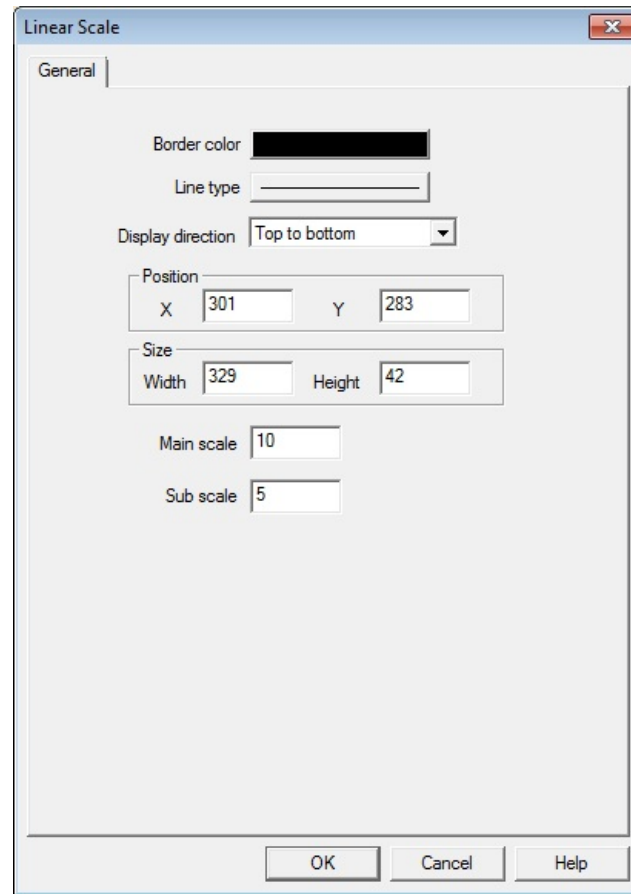 Linear Scale
General
Border color
Line type
Display direction Top to bottom
Position
X 301 Y 283
Size
Width 329 Height 42
Main scale 10
Sub scale 5
OK Cancel Help